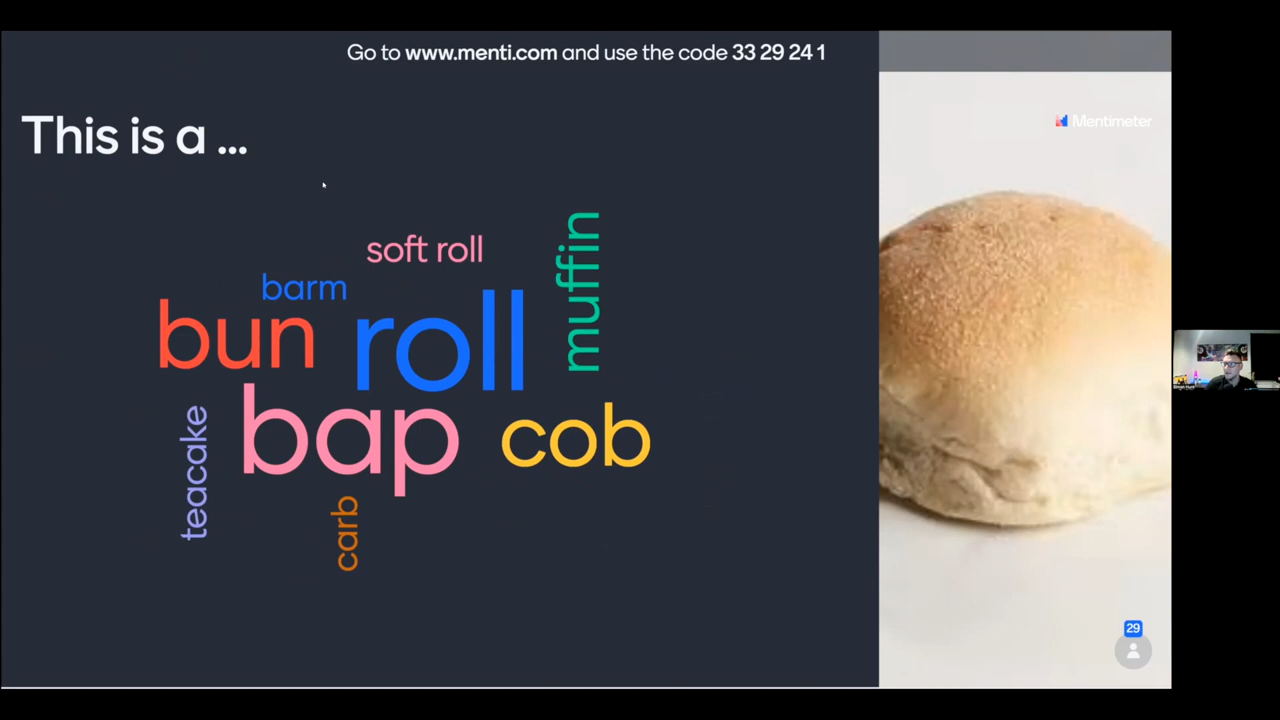 Go to www.menti.com and use the code 33 29 24 1
This is a ...
Mentimeter
soft roll
muffin
barm
bun
roll
bap
cob
teacake
carb
29